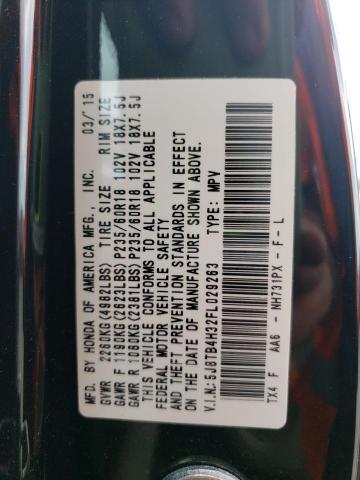 MFD. BY HONDA OF AMERICA MFG., INC. 03/15
GVWR 2260KG(4982LBS) TIRE SIZE RIM SIZE
GAWR F 1190KG(2623LBS) P235/60R18 102V 18X7.5J
GAWR R 1080KG(2381LBS) P235/60R18 102V 18X7.5J
THIS VEHICLE CONFORMS TO ALL APPLICABLE
FEDERAL MOTOR VEHICLE SAFETY, BUMPER, AND
THEFT PREVENTION STANDARDS IN EFFECT
ON THE DATE OF MANUFACTURE SHOWN ABOVE.
V.I.N.: 5J8TB4H32FL029263 TYPE: MPV
TX4 F AA6 - NH731PX - F - L